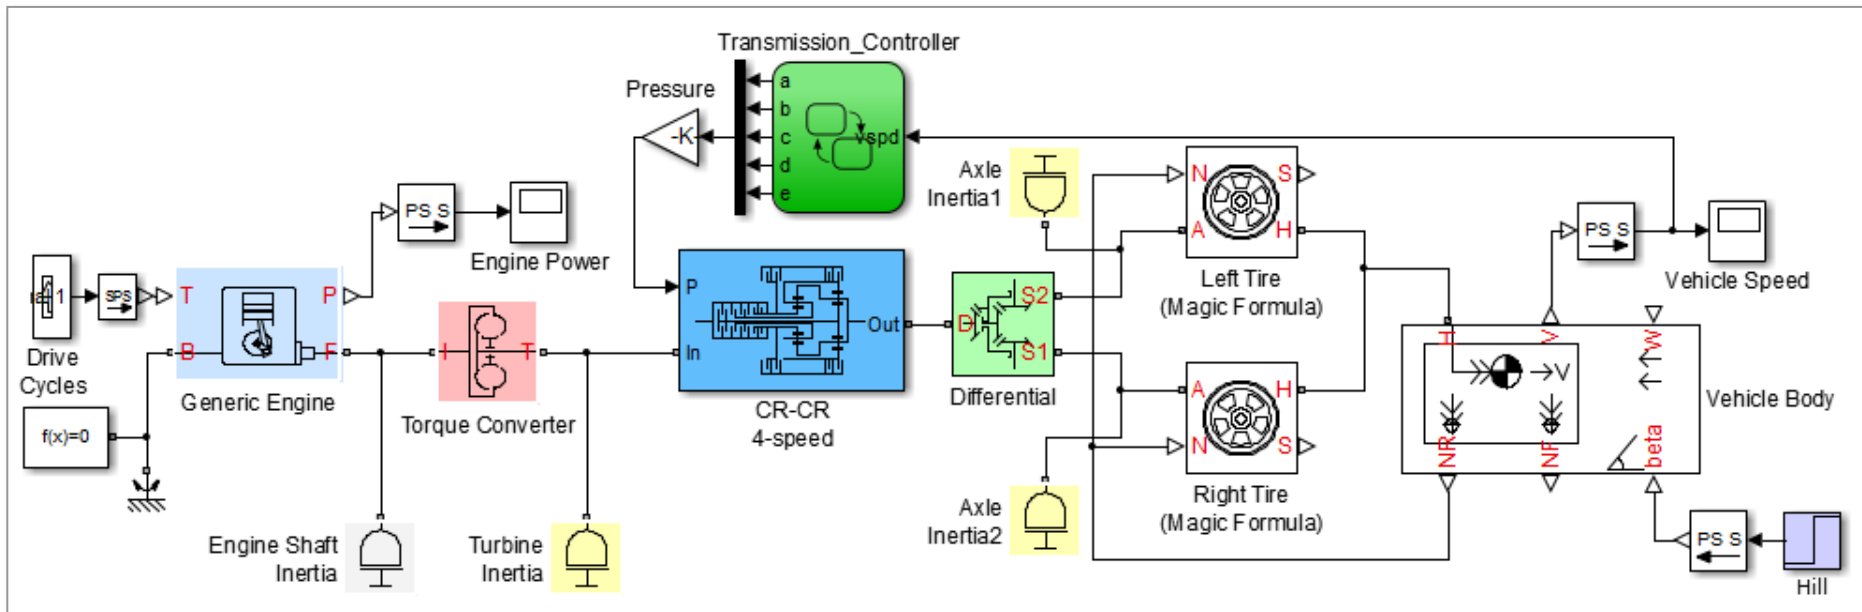 Transmission_Controller
Pressure
-K
a
b
c
d
e
vspd
Axle
Inertia1
N
S
A
H
Left Tire
(Magic Formula)
PS S
Vehicle Speed
PS S
Engine Power
Drive
Cycles
1
SPS
T
P
B
F
Generic Engine
f(x)=0
I
T
Torque Converter
P
In
Out
CR-CR
4-speed
D
S2
S1
Differential
A
H
N
S
Right Tire
(Magic Formula)
H
V
W
V
NR
NF
beta
Vehicle Body
Engine Shaft
Inertia
Turbine
Inertia
Axle
Inertia2
PS S
Hill